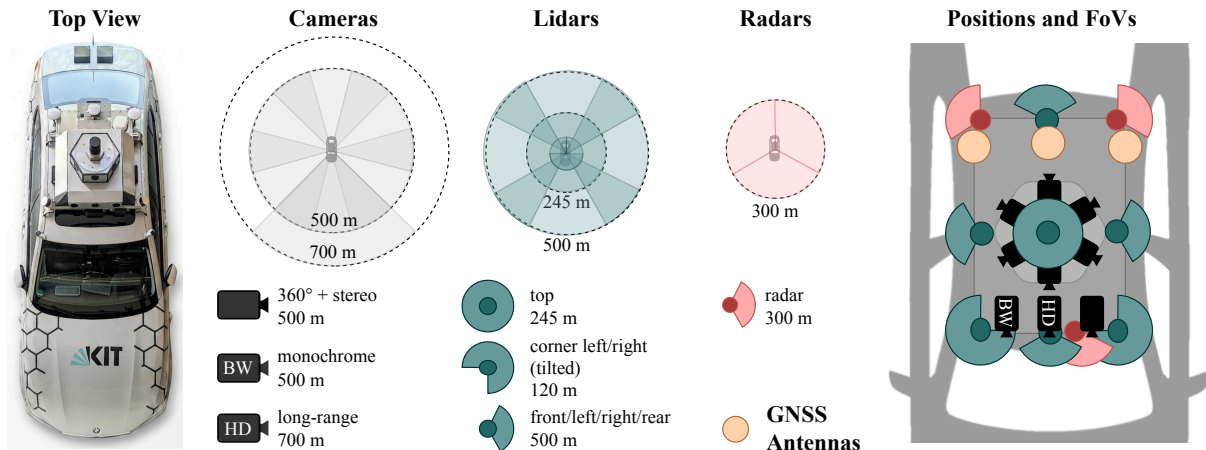 Top View
Cameras
Lidars
Radars
Positions and FoVs
500 m
700 m
245 m
500 m
300 m
KIT
360° + stereo
500 m
BW
monochrome
500 m
HD
long-range
700 m
top
245 m
corner left/right
(tilted)
120 m
front/left/right/rear
500 m
radar
300 m
GNSS
Antennas
BW
HD